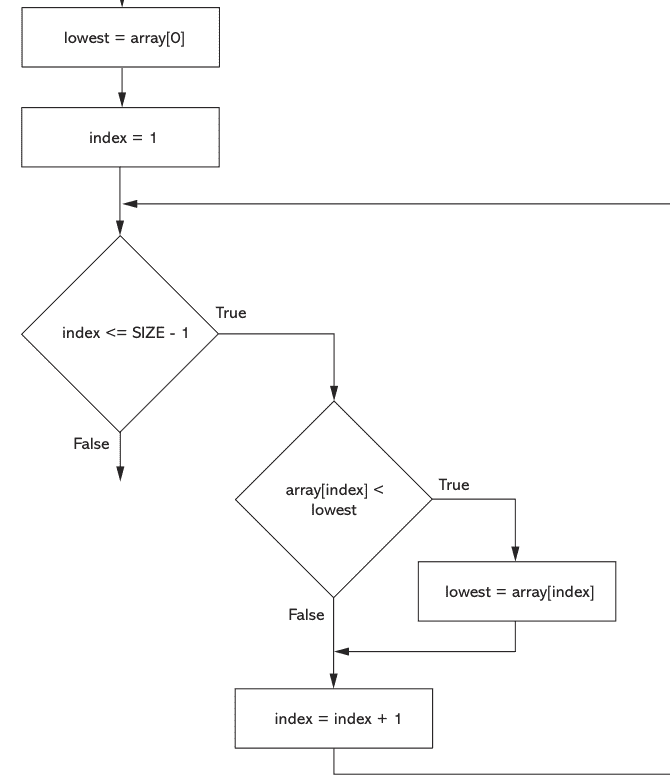 lowest = array[0]
index = 1
True
index <= SIZE - 1
False
array[index] <
lowest
True
lowest = array[index]
False
index = index + 1